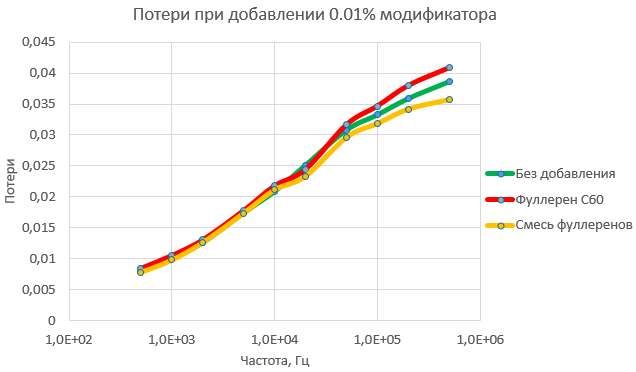 Потери при добавлении 0.01% модификатора
0,045
0,04
0,035
0,03
0,025
0,02
0,015
0,01
0,005
0
Потери
1,0E+02
1,0E+03
1,0E+04
1,0E+05
1,0E+06
Частота, Гц
Без добавления
Фуллерен С60
Смесь фуллеренов